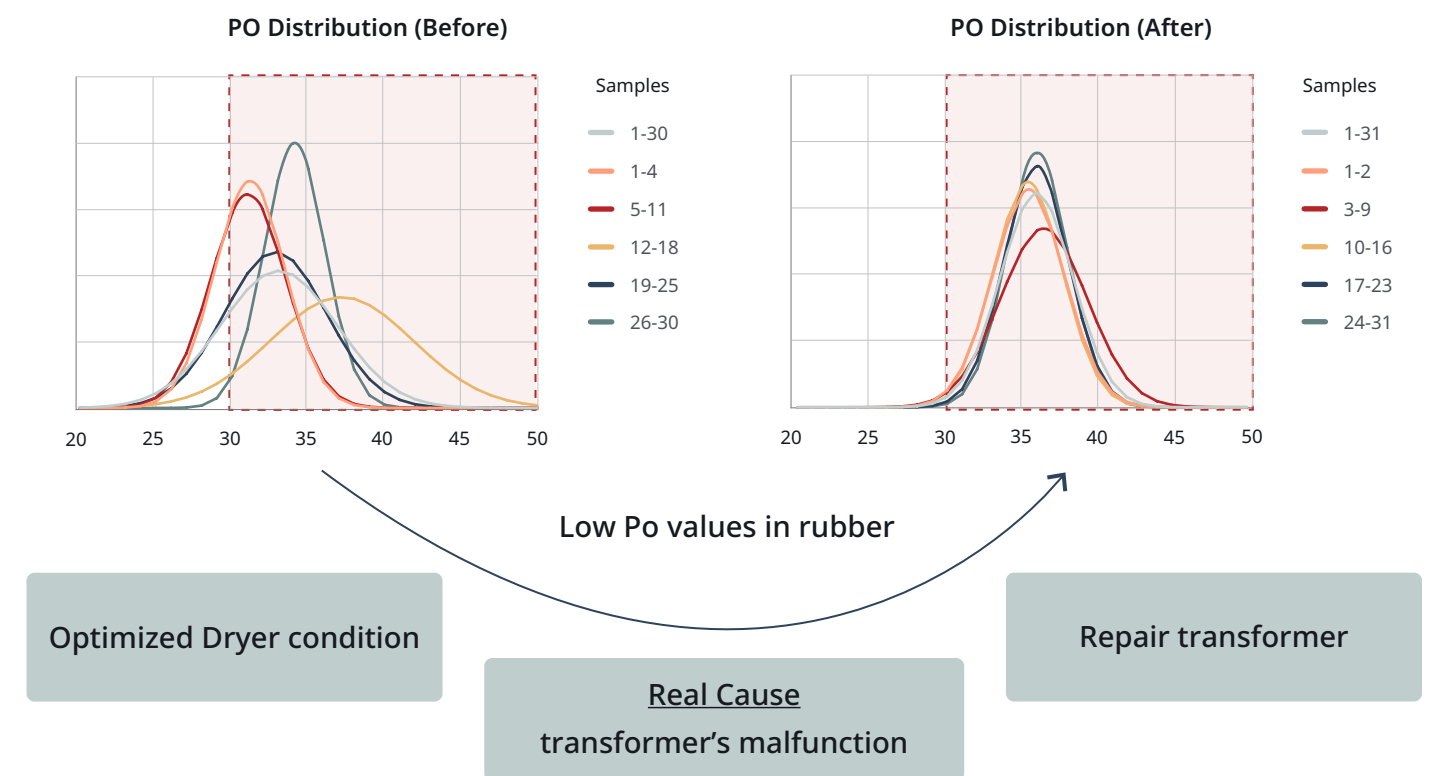 PO Distribution (Before)
Samples
1-30
1-4
5-11
12-18
19-25
26-30
20 25 30 35 40 45 50
PO Distribution (After)
Samples
1-31
1-2
3-9
10-16
17-23
24-31
20 25 30 35 40 45 50
Low Po values in rubber
Optimized Dryer condition
Real Cause
transformer’s malfunction
Repair transformer